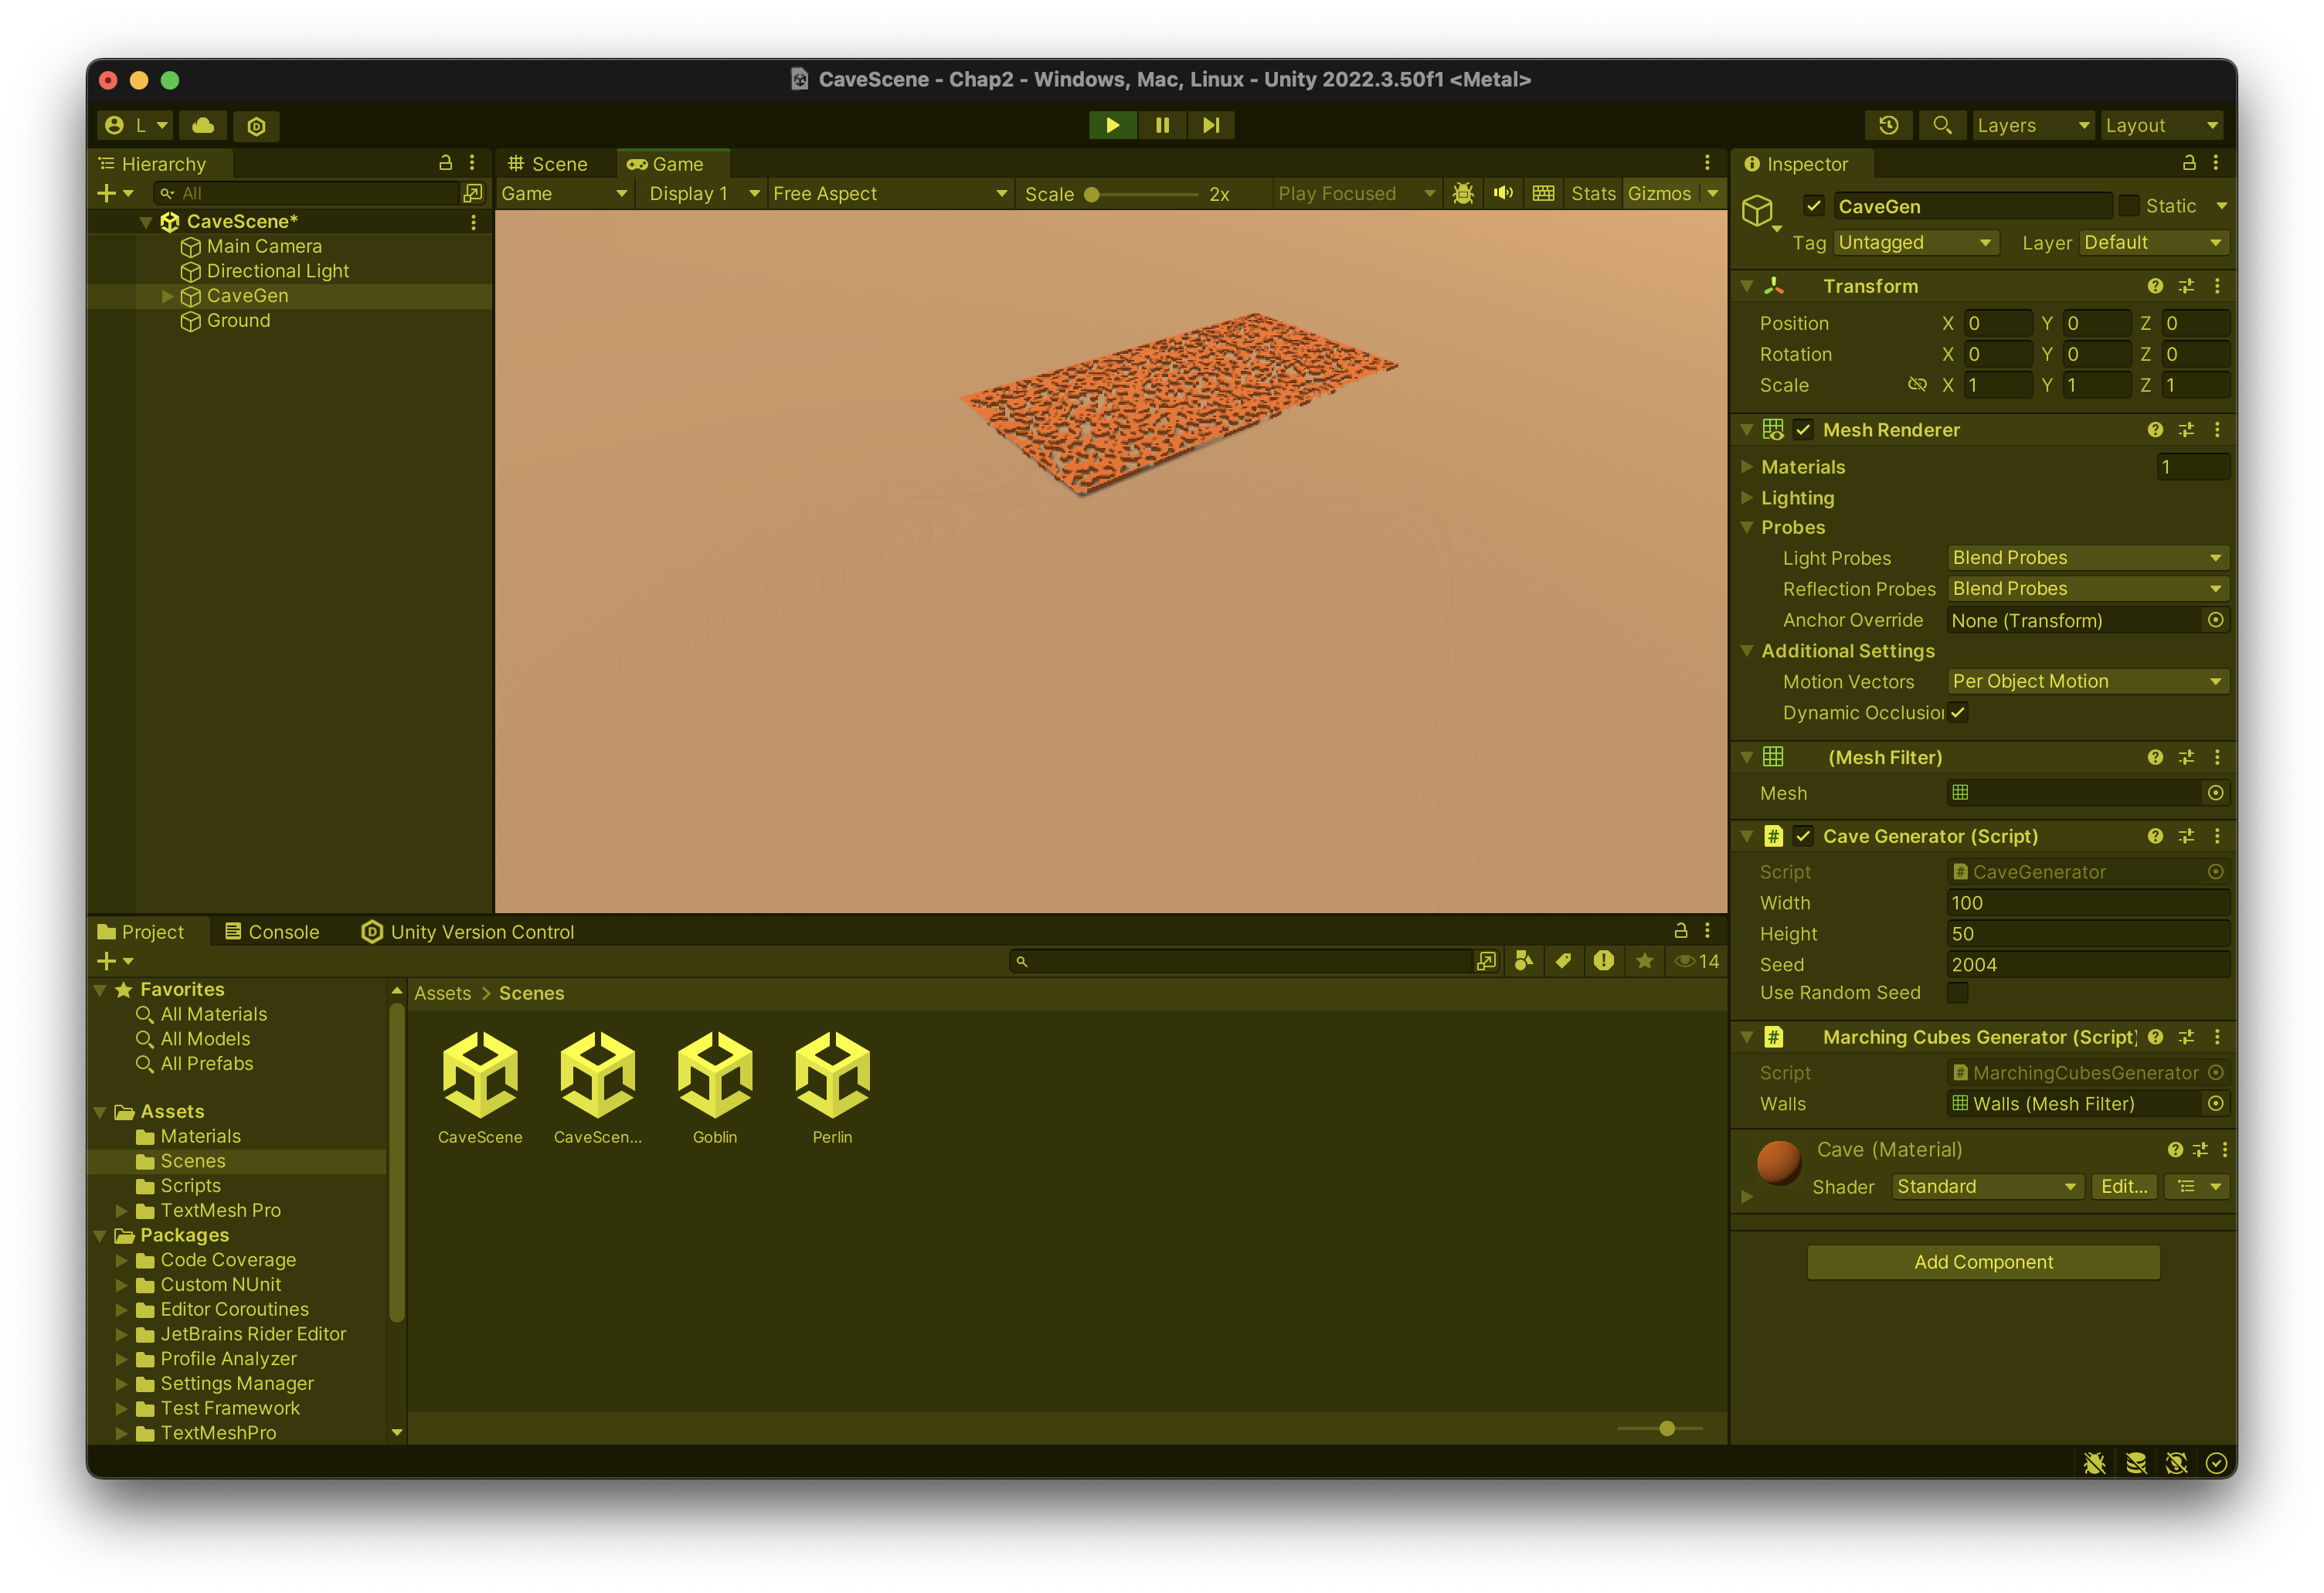 CaveScene - Chap2 - Windows, Mac, Linux - Unity 2022.3.50f1 <Metal>
L
Layers
Layout
Hierarchy
All
CaveScene*
Main Camera
Directional Light
CaveGen
Ground
Scene
Game
Game
Display 1
Free Aspect
Scale
2x
Play Focused
Stats
Gizmos
Inspector
CaveGen
Static
Tag
Untagged
Layer
Default
Transform
Position X 0 Y 0 Z 0
Rotation X 0 Y 0 Z 0
Scale X 1 Y 1 Z 1
Mesh Renderer
Materials 1
Lighting
Probes
Light Probes Blend Probes
Reflection Probes Blend Probes
Anchor Override None (Transform)
Additional Settings
Motion Vectors Per Object Motion
Dynamic Occlusio
(Mesh Filter)
Mesh
Cave Generator (Script)
Script CaveGenerator
Width 100
Height 50
Seed 2004
Use Random Seed
Marching Cubes Generator (Script)
Script MarchingCubesGenerator
Walls Walls (Mesh Filter)
Cave (Material)
Shader Standard Edit...
Add Component
Project
Console
Unity Version Control
14
Favorites
All Materials
All Models
All Prefabs
Assets
Materials
Scenes
Scripts
TextMesh Pro
Packages
Code Coverage
Custom NUnit
Editor Coroutines
JetBrains Rider Editor
Profile Analyzer
Settings Manager
Test Framework
TextMeshPro
Assets > Scenes
CaveScene
CaveScen...
Goblin
Perlin